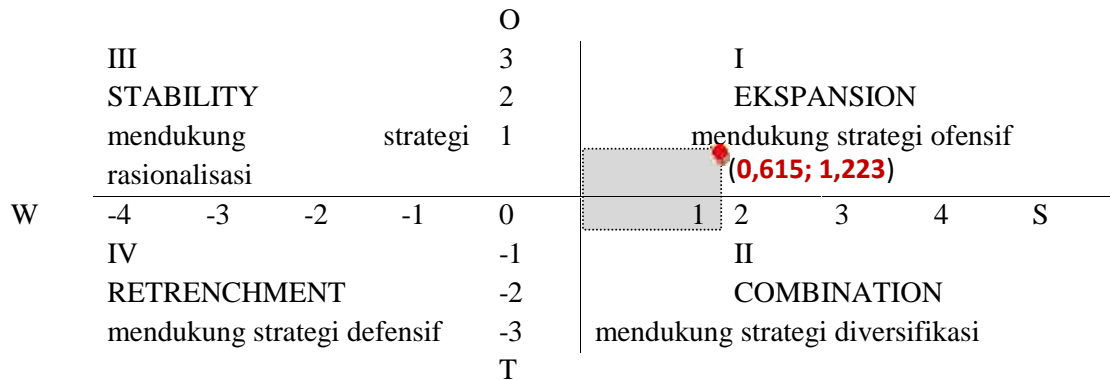 O
III 3 I
STABILITY 2 EKSPANSION
mendukung strategi 1 mendukung strategi ofensif
rasionalisasi (0,615; 1,223)
W -4 -3 -2 -1 0 1 2 3 4 S
IV -1 II
RETRENCHMENT -2 COMBINATION
mendukung strategi defensif -3 mendukung strategi diversifikasi
T